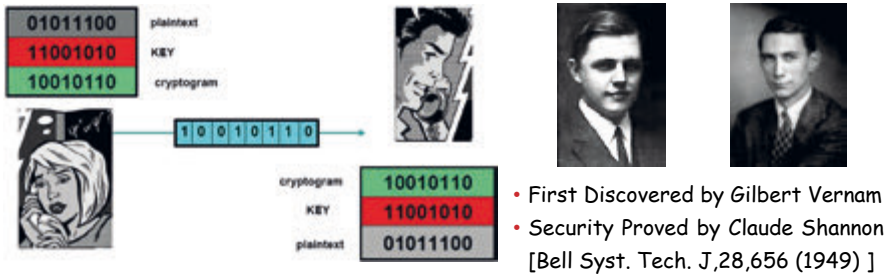 01011100 plaintext
11001010 KEY
10010110 cryptogram
1 0 0 1 0 1 1 0
cryptogram 10010110
KEY 11001010
plaintext 01011100
• First Discovered by Gilbert Vernam
• Security Proved by Claude Shannon
[Bell Syst. Tech. J,28,656 (1949) ]